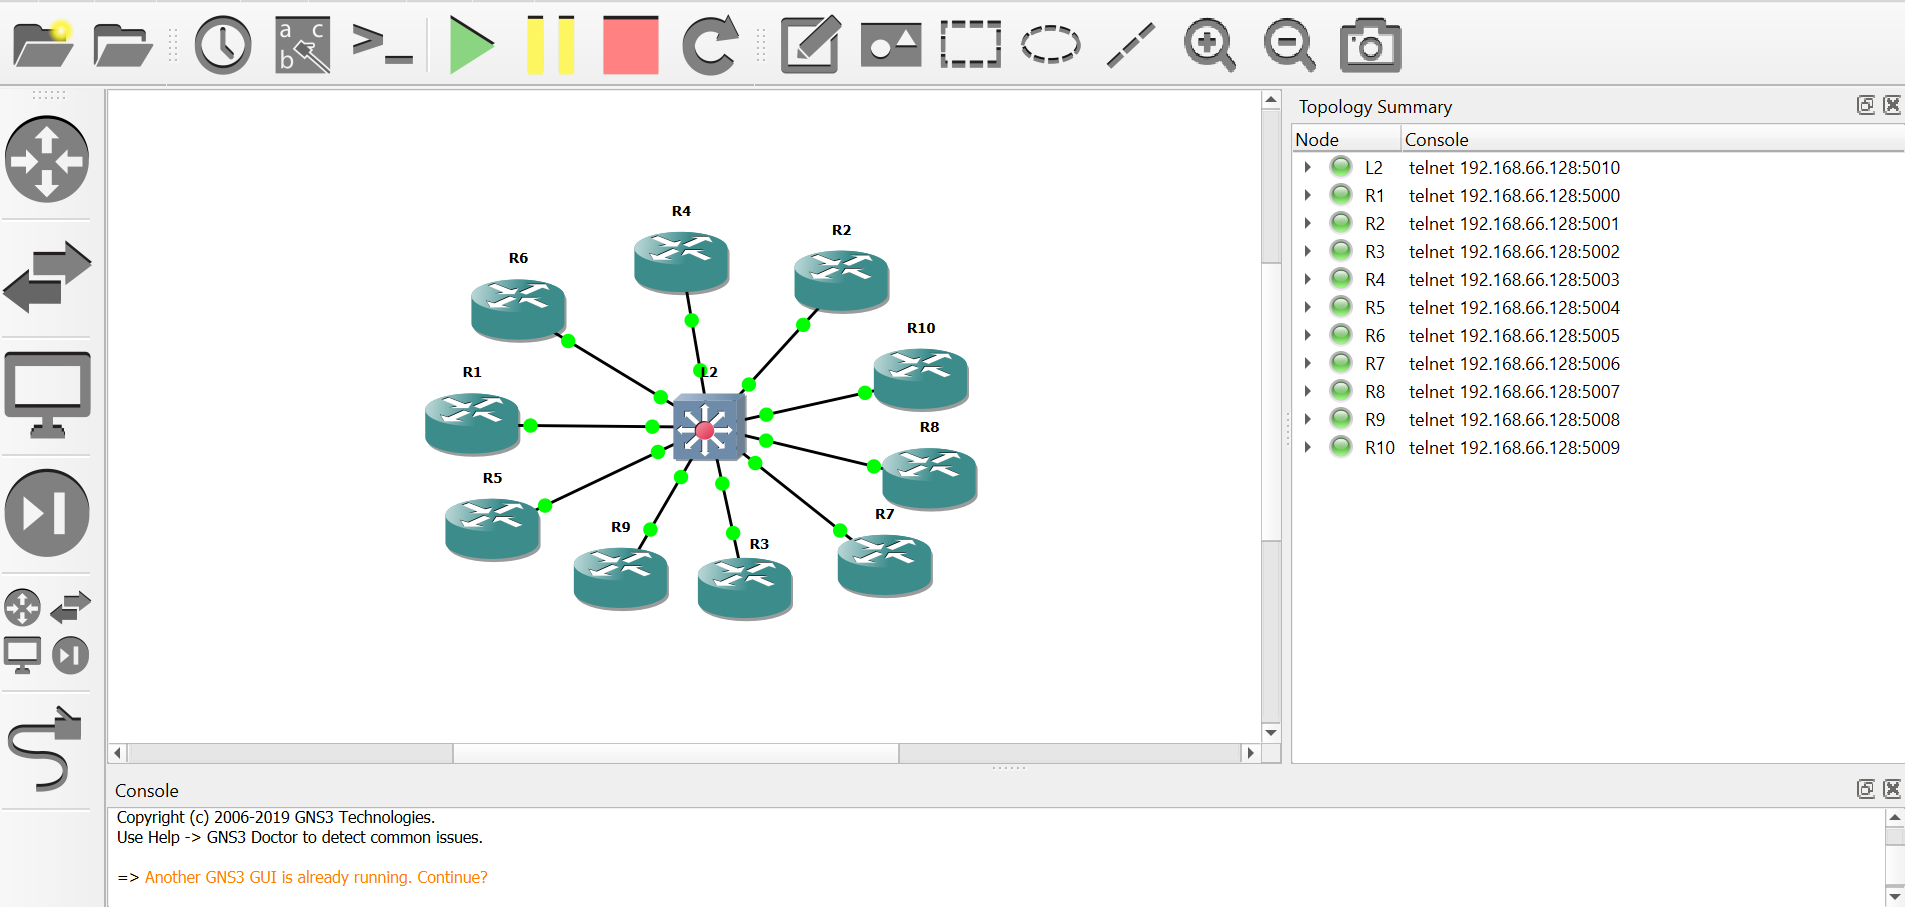 a c
b
>_
R4
R2
R6
R10
R1
L2
R8
R5
R7
R9
R3
Topology Summary
Node Console
L2 telnet 192.168.66.128:5010
R1 telnet 192.168.66.128:5000
R2 telnet 192.168.66.128:5001
R3 telnet 192.168.66.128:5002
R4 telnet 192.168.66.128:5003
R5 telnet 192.168.66.128:5004
R6 telnet 192.168.66.128:5005
R7 telnet 192.168.66.128:5006
R8 telnet 192.168.66.128:5007
R9 telnet 192.168.66.128:5008
R10 telnet 192.168.66.128:5009
Console
Copyright (c) 2006-2019 GNS3 Technologies.
Use Help -> GNS3 Doctor to detect common issues.
=> Another GNS3 GUI is already running. Continue?